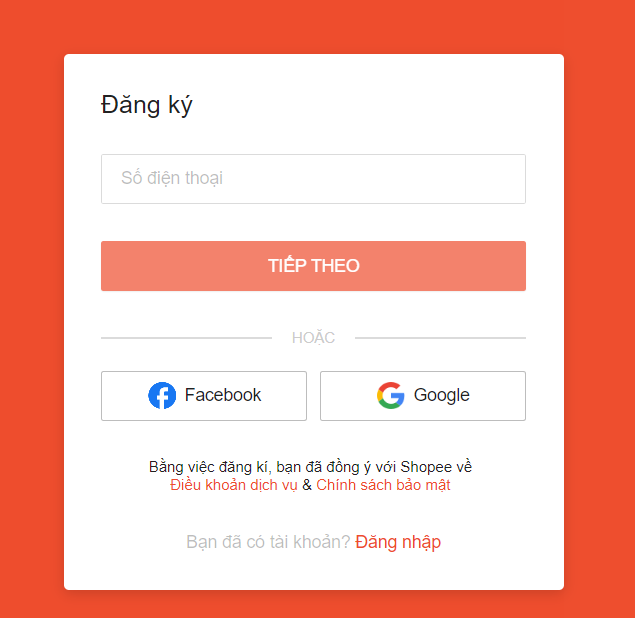 Đăng ký
Số điện thoại
TIẾP THEO
HOẶC
Facebook
Google
Bằng việc đăng kí, bạn đã đồng ý với Shopee về
Điều khoản dịch vụ & Chính sách bảo mật
Bạn đã có tài khoản? Đăng nhập